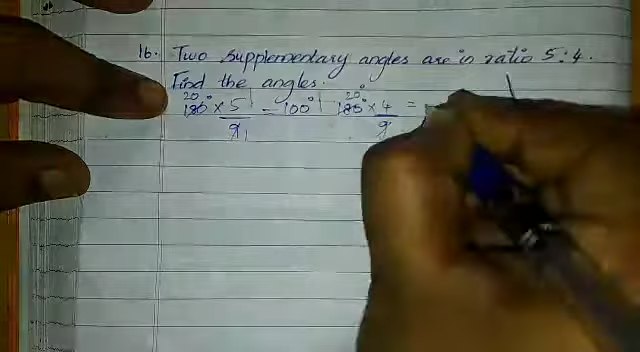 16. Two supplementary angles are in ratio 5:4.
Find the angles.
20 20°
180° × 5 = 100° 180° × 4 =
9 1 9